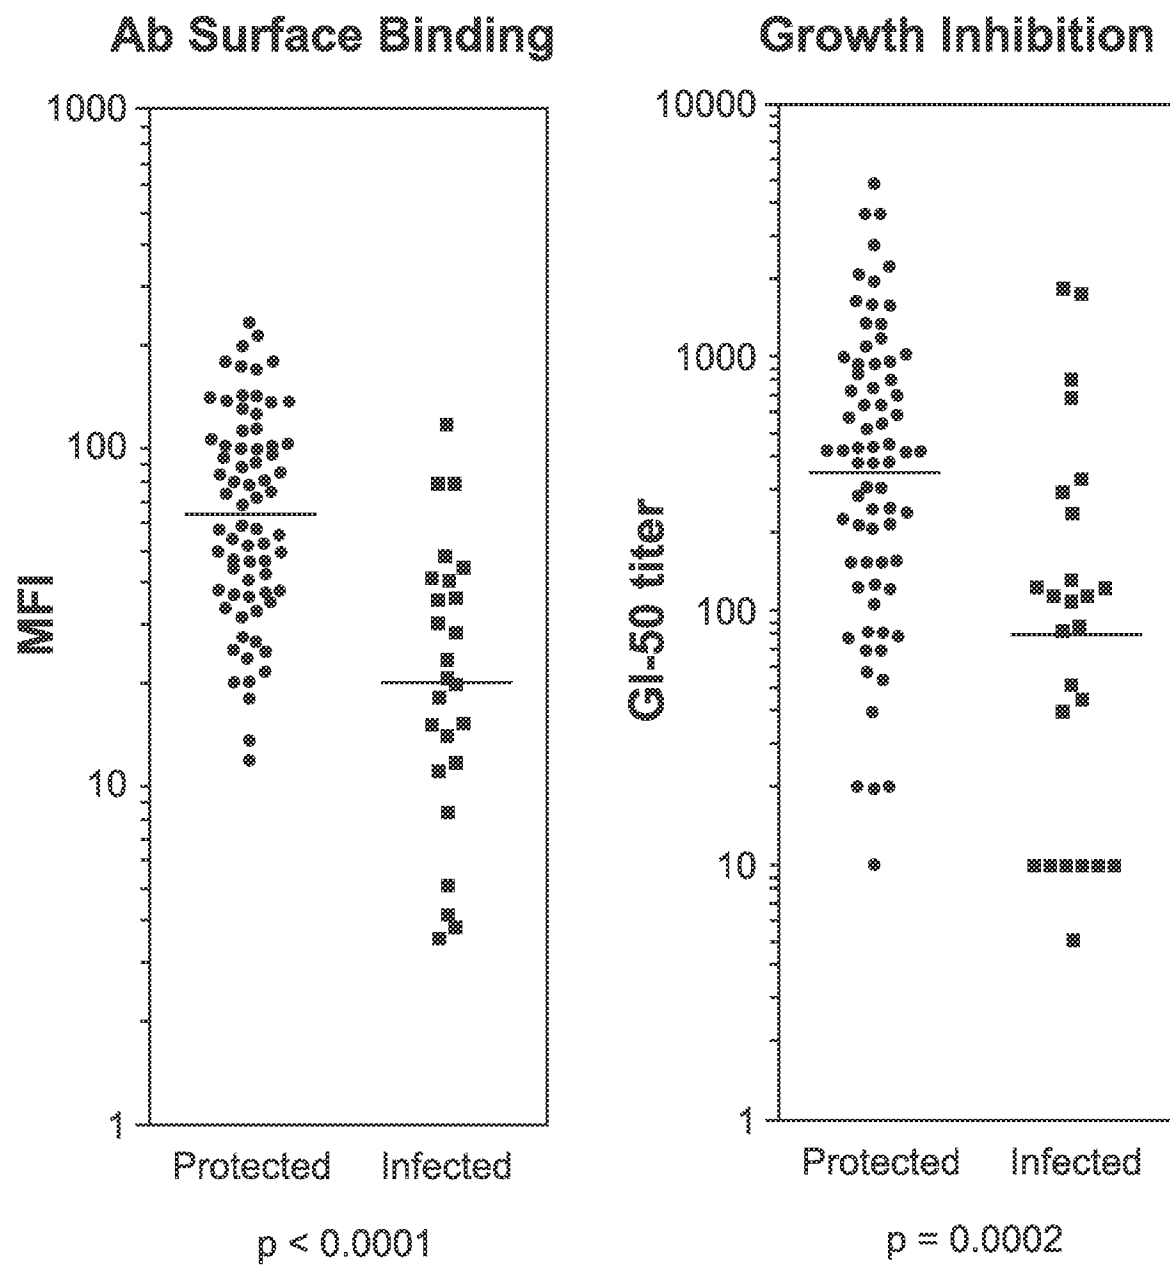 Ab Surface Binding
MFI
1000
100
10
1
Protected Infected
p < 0.0001
Growth Inhibition
GI-50 titer
10000
1000
100
10
1
Protected Infected
p = 0.0002